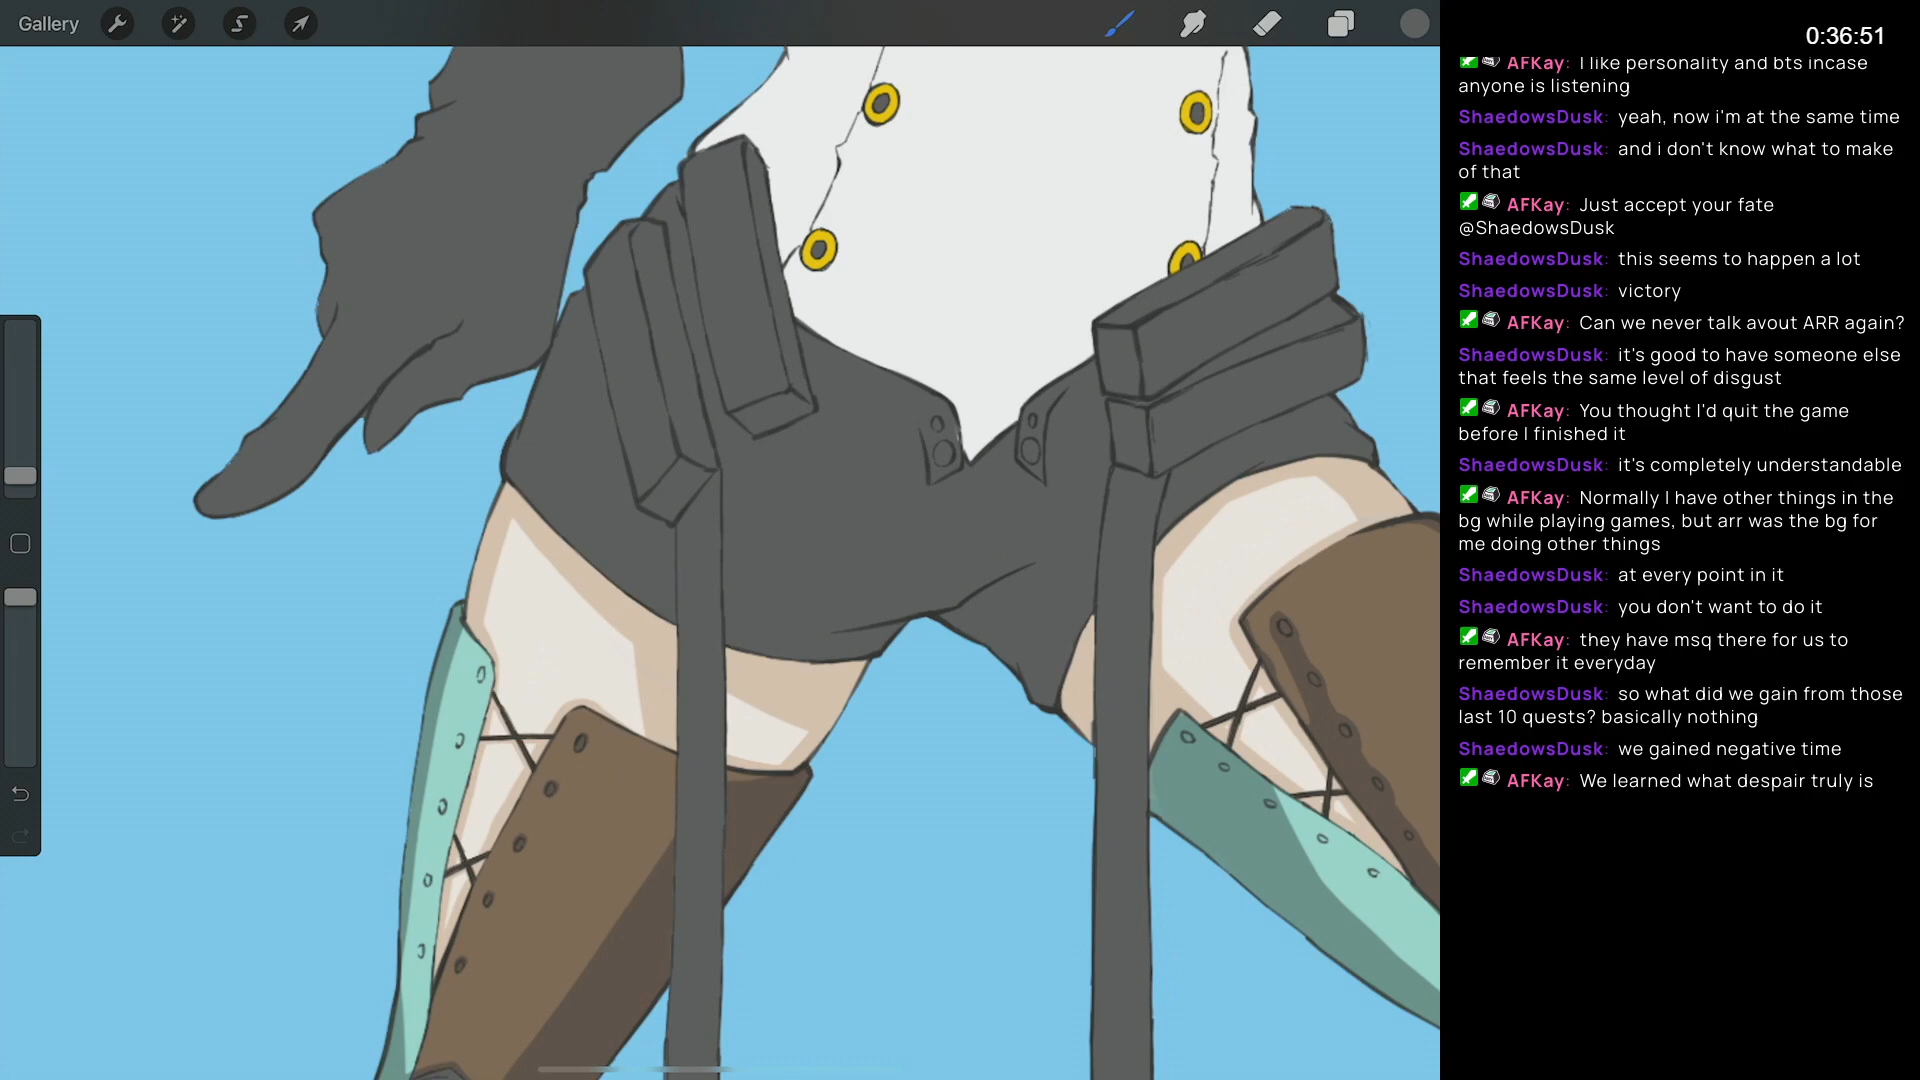 Gallery
0:36:51
AFKay: I like personality and bts incase
anyone is listening
ShaedowsDusk: yeah, now i'm at the same time
ShaedowsDusk: and i don't know what to make
of that
AFKay: Just accept your fate
@ShaedowsDusk
ShaedowsDusk: this seems to happen a lot
ShaedowsDusk: victory
AFKay: Can we never talk avout ARR again?
ShaedowsDusk: it's good to have someone else
that feels the same level of disgust
AFKay: You thought I'd quit the game
before I finished it
ShaedowsDusk: it's completely understandable
AFKay: Normally I have other things in the
bg while playing games, but arr was the bg for
me doing other things
ShaedowsDusk: at every point in it
ShaedowsDusk: you don't want to do it
AFKay: they have msq there for us to
remember it everyday
ShaedowsDusk: so what did we gain from those
last 10 quests? basically nothing
ShaedowsDusk: we gained negative time
AFKay: We learned what despair truly is